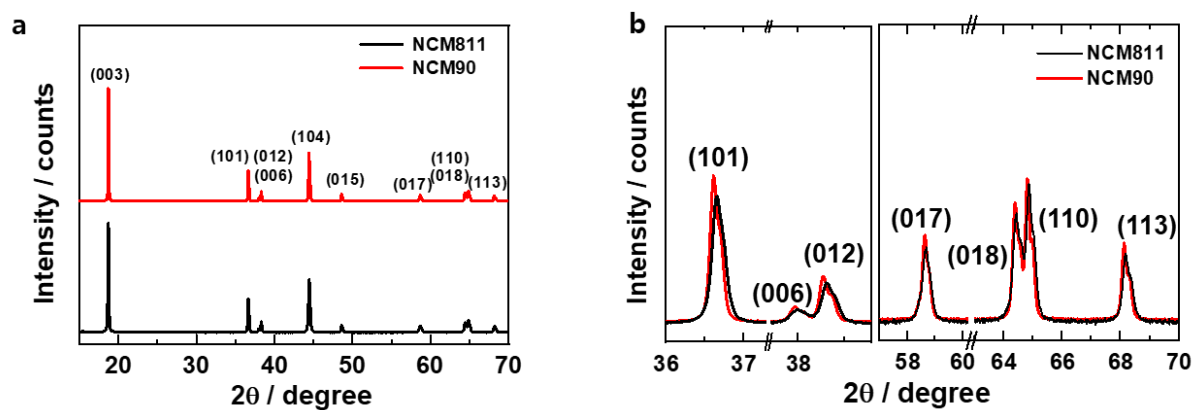 a
NCM811
NCM90
(003)
(101)
(012)
(006)
(104)
(015)
(017)
(110)
(018)
(113)
Intensity / counts
20 30 40 50 60 70
2θ / degree
b
NCM811
NCM90
(101)
(006)
(012)
(017)
(018)
(110)
(113)
Intensity / counts
36 37 38 58 60 64 66 68 70
2θ / degree